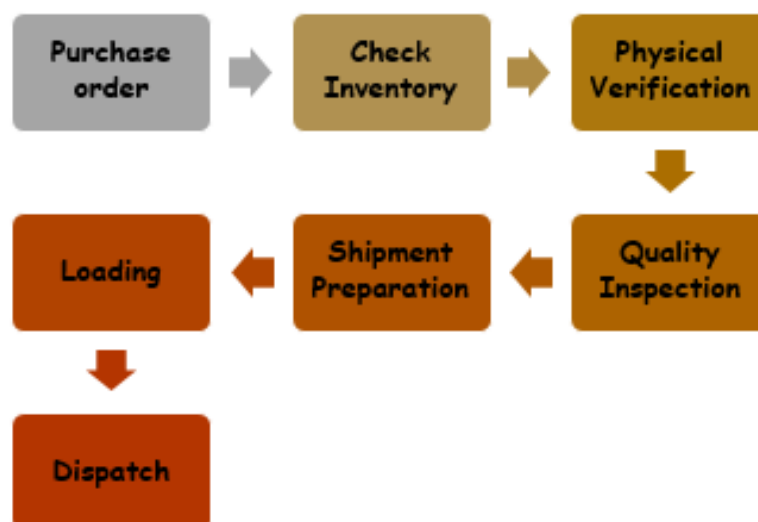 Purchase
order
Check
Inventory
Physical
Verification
Quality
Inspection
Shipment
Preparation
Loading
Dispatch